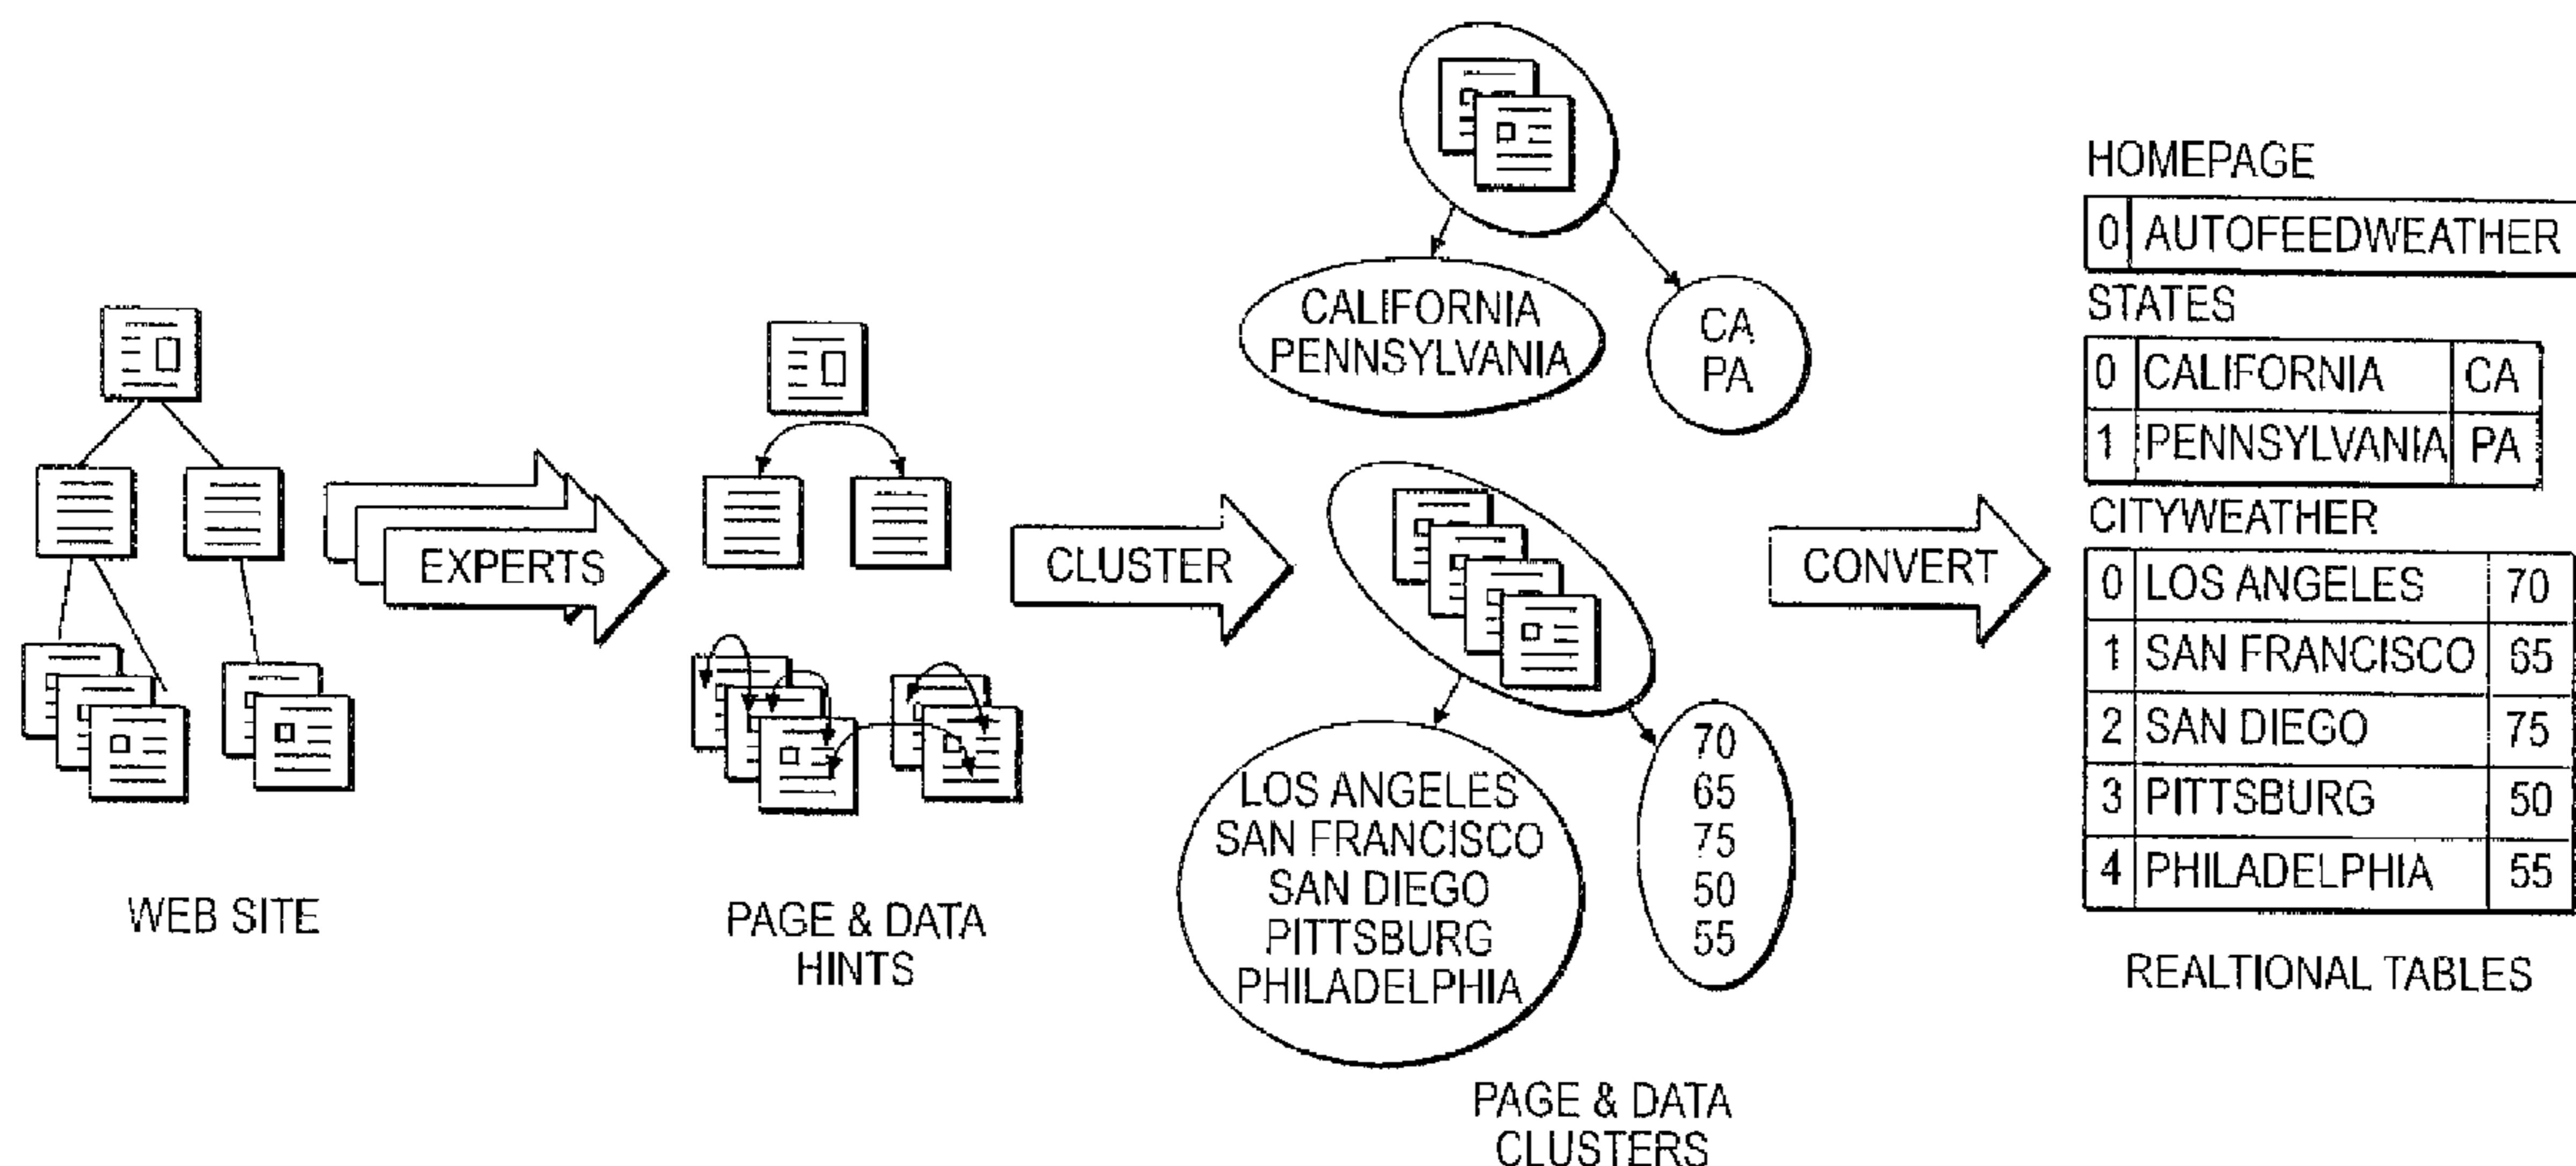 WEB SITE
EXPERTS
PAGE & DATA
HINTS
CLUSTER
CALIFORNIA
PENNSYLVANIA
CA
PA
LOS ANGELES
SAN FRANCISCO
SAN DIEGO
PITTSBURG
PHILADELPHIA
70
65
75
50
55
PAGE & DATA
CLUSTERS
CONVERT
HOMEPAGE
0 AUTOFEEDWEATHER
STATES
0 CALIFORNIA CA
1 PENNSYLVANIA PA
CITYWEATHER
0 LOS ANGELES 70
1 SAN FRANCISCO 65
2 SAN DIEGO 75
3 PITTSBURG 50
4 PHILADELPHIA 55
REALTIONAL TABLES